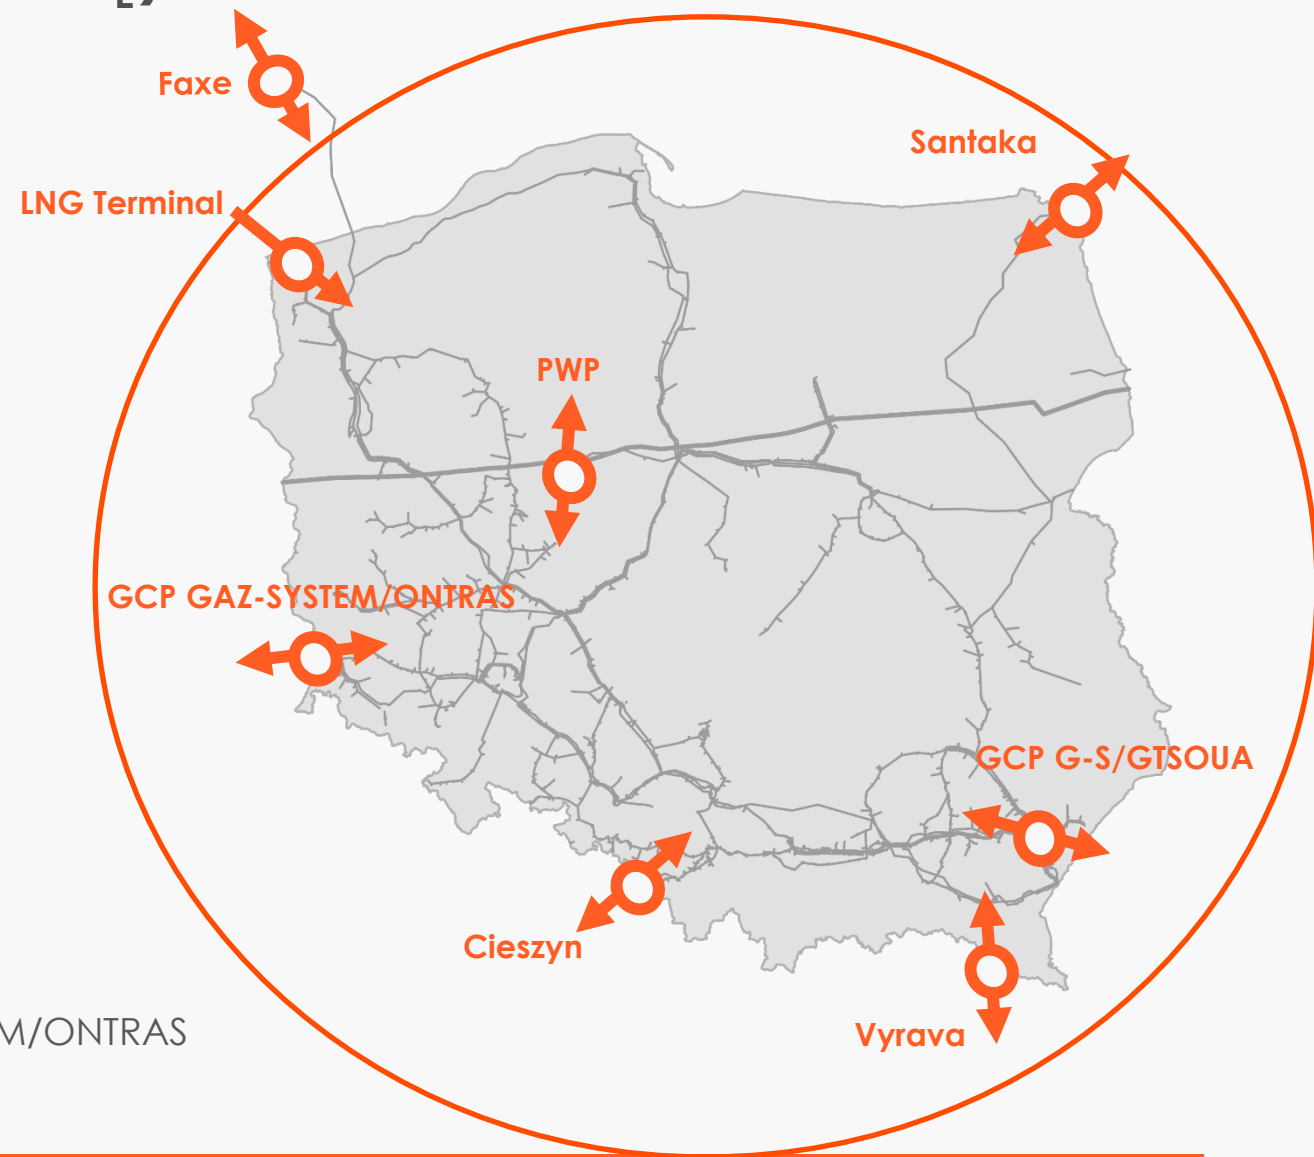 Faxe
Santaka
LNG Terminal
PWP
GCP GAZ-SYSTEM/ONTRAS
GCP G-S/GTSOUA
Cieszyn
M/ONTRAS
Vyrava